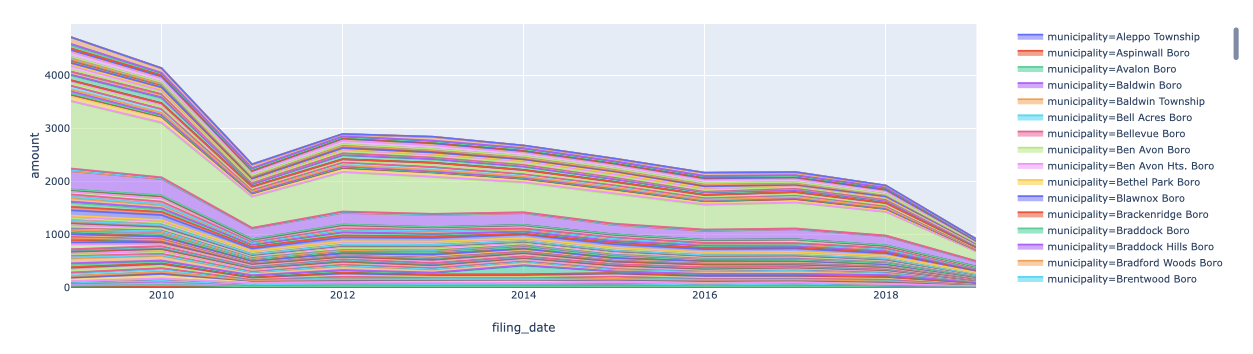 amount
4000
3000
2000
1000
0
2010
2012
2014
2016
2018
filing_date
municipality=Aleppo Township
municipality=Aspinwall Boro
municipality=Avalon Boro
municipality=Baldwin Boro
municipality=Baldwin Township
municipality=Bell Acres Boro
municipality=Bellevue Boro
municipality=Ben Avon Boro
municipality=Ben Avon Hts. Boro
municipality=Bethel Park Boro
municipality=Blawnox Boro
municipality=Brackenridge Boro
municipality=Braddock Boro
municipality=Braddock Hills Boro
municipality=Bradford Woods Boro
municipality=Brentwood Boro